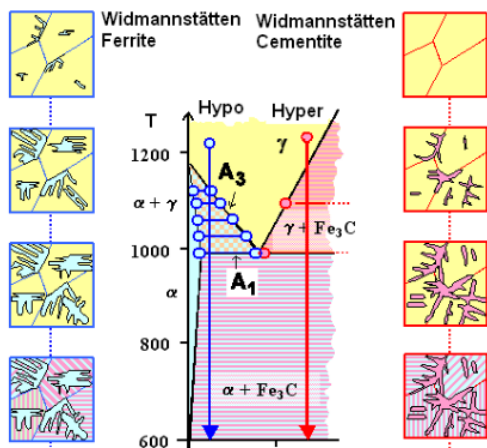 Widmannstätten
Ferrite
Widmannstätten
Cementite
Hypo
Hyper
T
γ
1200
A3
α + γ
γ + Fe3C
1000
A1
α
800
α + Fe3C
600